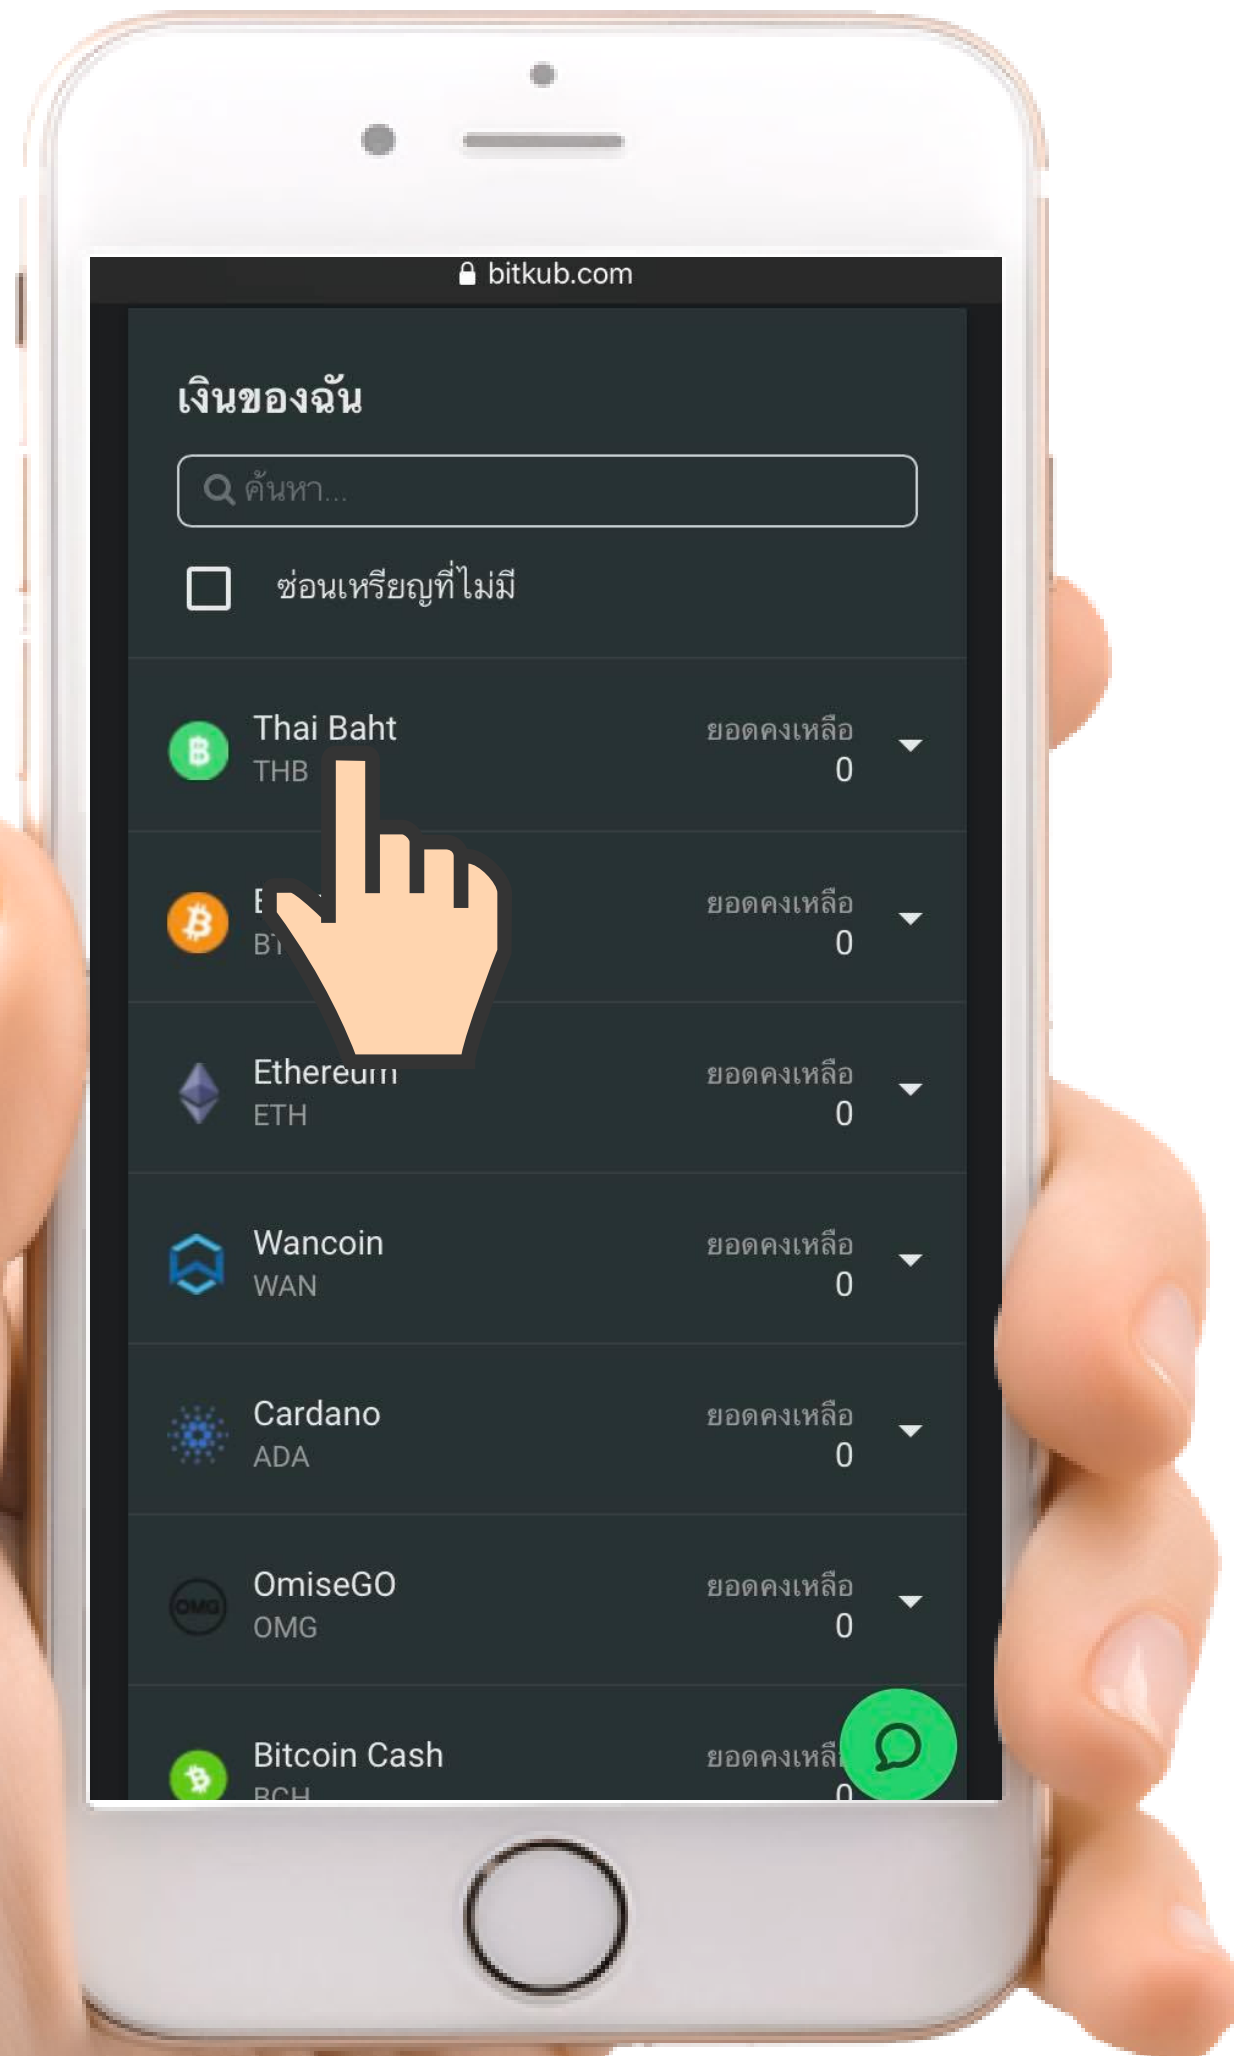 bitkub.com
เงินของฉัน
ค้นหา...
ซ่อนเหรียญที่ไม่มี
Thai Baht
THB
ยอดคงเหลือ
0
ยอดคงเหลือ
0
Ethereum
ETH
ยอดคงเหลือ
0
Wancoin
WAN
ยอดคงเหลือ
0
Cardano
ADA
ยอดคงเหลือ
0
OMG
OmiseGO
OMG
ยอดคงเหลือ
0
Bitcoin Cash
BCH
0